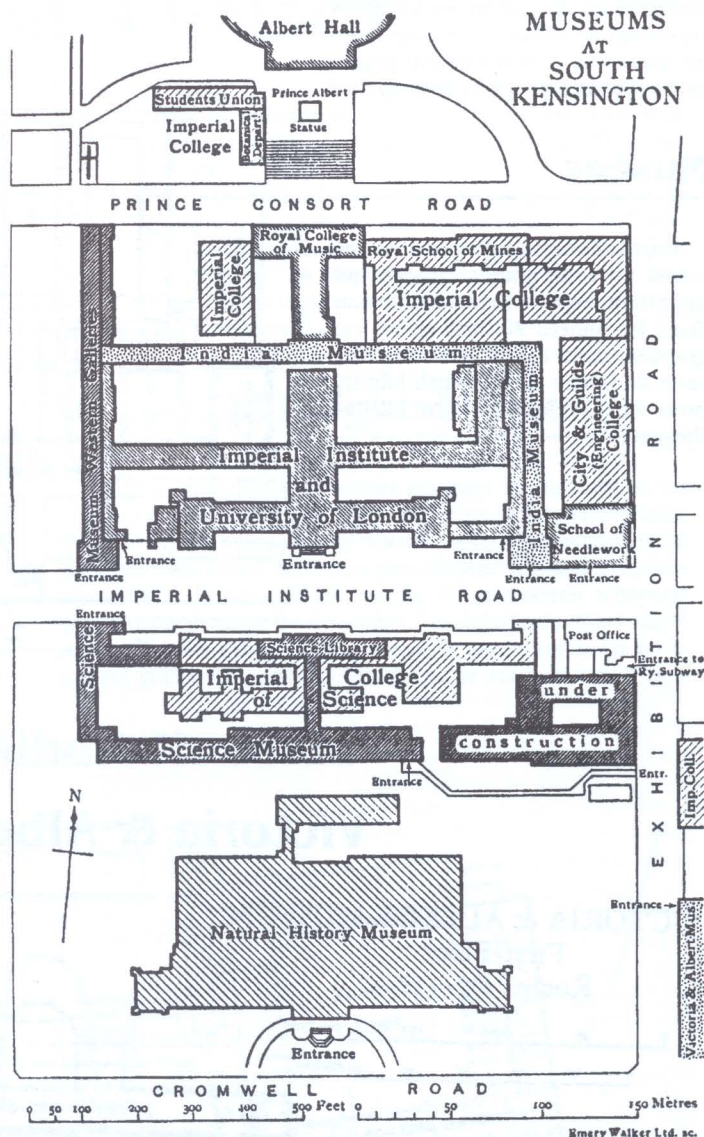 MUSEUMS
AT
SOUTH
KENSINGTON
Albert Hall
Students Union
Imperial
College
Botanical
Depart.
Prince Albert
Statue
PRINCE CONSORT ROAD
Royal College
of Music
Imperial
College
Royal School of Mines
Imperial College
India Museum
India Museum
City & Guilds
(Engineering)
College
Museum Western Galleries
Imperial Institute
and
University of London
School of
Needlework
Entrance
Entrance
Entrance
Entrance
Entrance
Entrance
IMPERIAL INSTITUTE ROAD
Entrance
EXHIBITION ROAD
Science
Science Library
Imperial College
of Science
Post Office
Entrance to
Ry. Subway
under
construction
Science Museum
Entrance
Entr.
Imp. Coll.
N
Entrance
Victoria & Albert Mus.
Natural History Museum
Entrance
CROMWELL ROAD
0 50 100 200 300 400 500 Feet 0 50 100 150 Mètres
Emery Walker Ltd. sc.